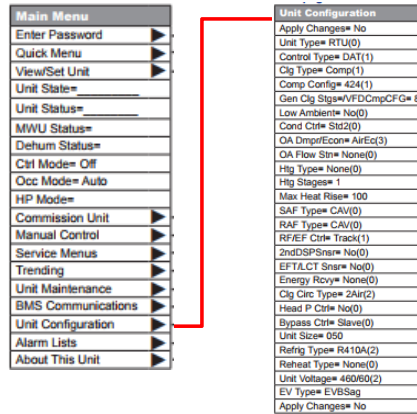 Main Menu
Enter Password
Quick Menu
View/Set Unit
Unit State=
Unit Status=
MWU Status=
Dehum Status=
Ctrl Mode= Off
Occ Mode= Auto
HP Mode=
Commission Unit
Manual Control
Service Menus
Trending
Unit Maintenance
BMS Communications
Unit Configuration
Alarm Lists
About This Unit
Unit Configuration
Apply Changes= No
Unit Type= RTU(0)
Control Type= DAT(1)
Clg Type= Comp(1)
Comp Config= 424(1)
Gen Clg Stgs=/VFDCmpCFG= 8
Low Ambient= No(0)
Cond Ctrl= Std2(0)
OA Dmpr/Econ= AirEc(3)
OA Flow Stn= None(0)
Htg Type= None(0)
Htg Stages= 1
Max Heat Rise= 100
SAF Type= CAV(0)
RAF Type= CAV(0)
RF/EF Ctrl= Track(1)
2ndDSPSnsr= No(0)
EFT/LCT Snsr= No(0)
Energy Rcvy= None(0)
Clg Circ Type= 2Air(2)
Head P Ctrl= No(0)
Bypass Ctrl= Slave(0)
Unit Size= 050
Refrig Type= R410A(2)
Reheat Type= None(0)
Unit Voltage= 460/60(2)
EV Type= EVBSag
Apply Changes= No